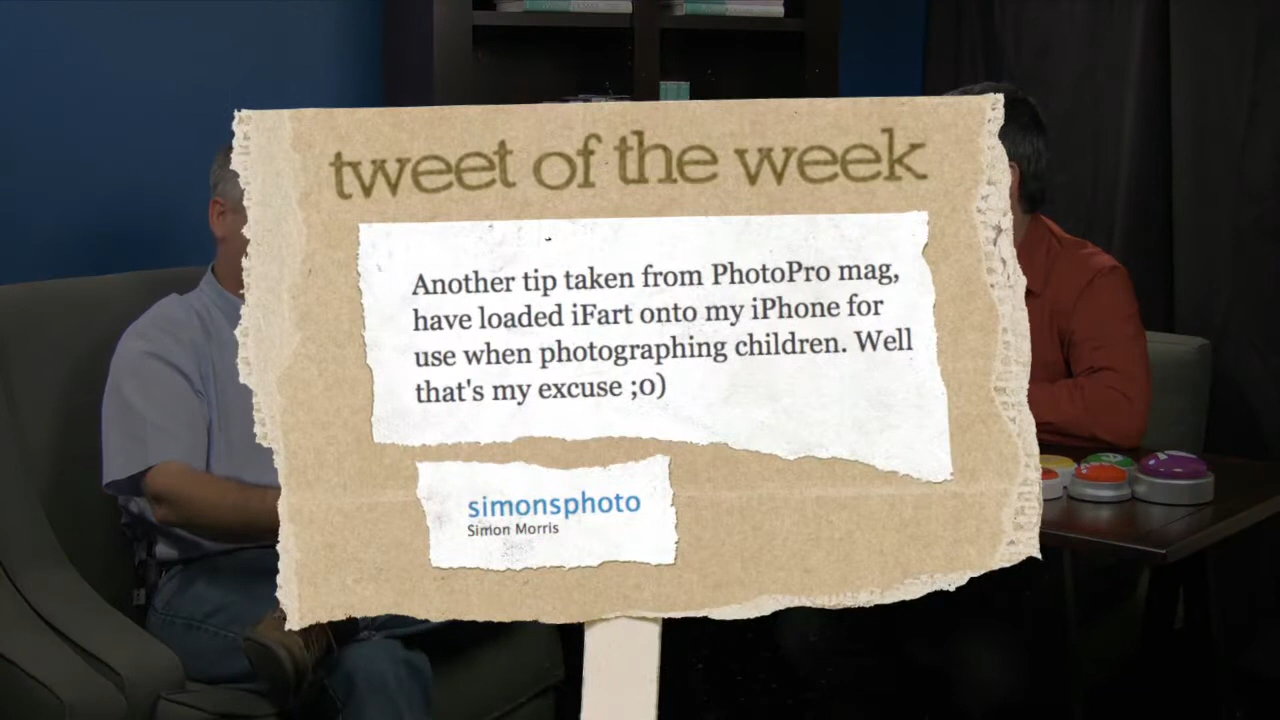 tweet of the week
Another tip taken from PhotoPro mag,
have loaded iFart onto my iPhone for
use when photographing children. Well
that's my excuse ;o)
simonsphoto
Simon Morris